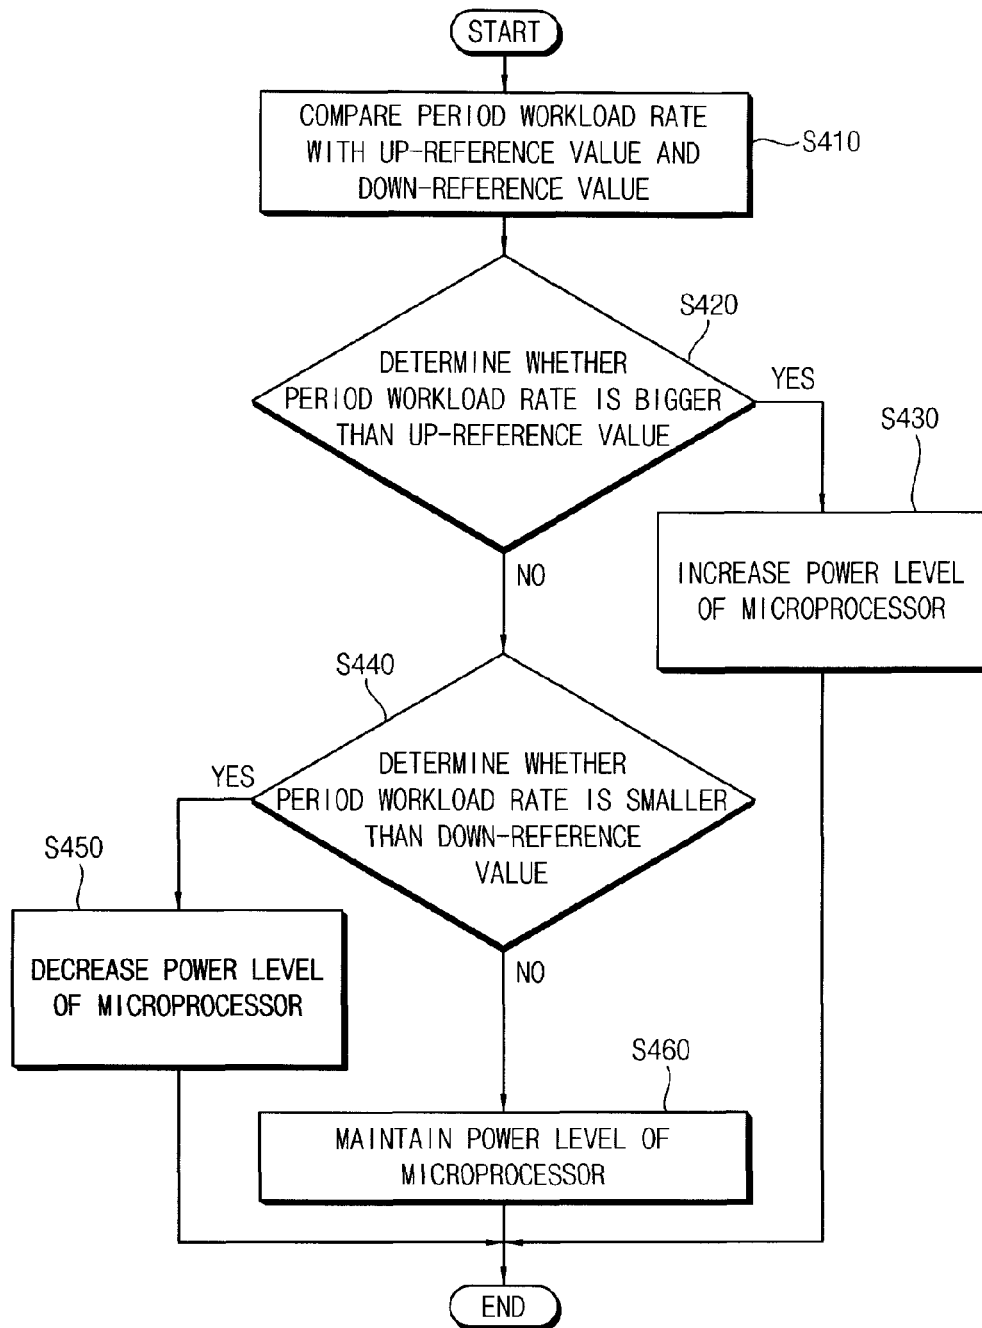 START
COMPARE PERIOD WORKLOAD RATE
WITH UP-REFERENCE VALUE AND
DOWN-REFERENCE VALUE
S410
S420
DETERMINE WHETHER
PERIOD WORKLOAD RATE IS BIGGER
THAN UP-REFERENCE VALUE
YES
S430
INCREASE POWER LEVEL
OF MICROPROCESSOR
NO
S440
DETERMINE WHETHER
PERIOD WORKLOAD RATE IS SMALLER
THAN DOWN-REFERENCE
VALUE
YES
S450
DECREASE POWER LEVEL
OF MICROPROCESSOR
NO
S460
MAINTAIN POWER LEVEL OF
MICROPROCESSOR
END